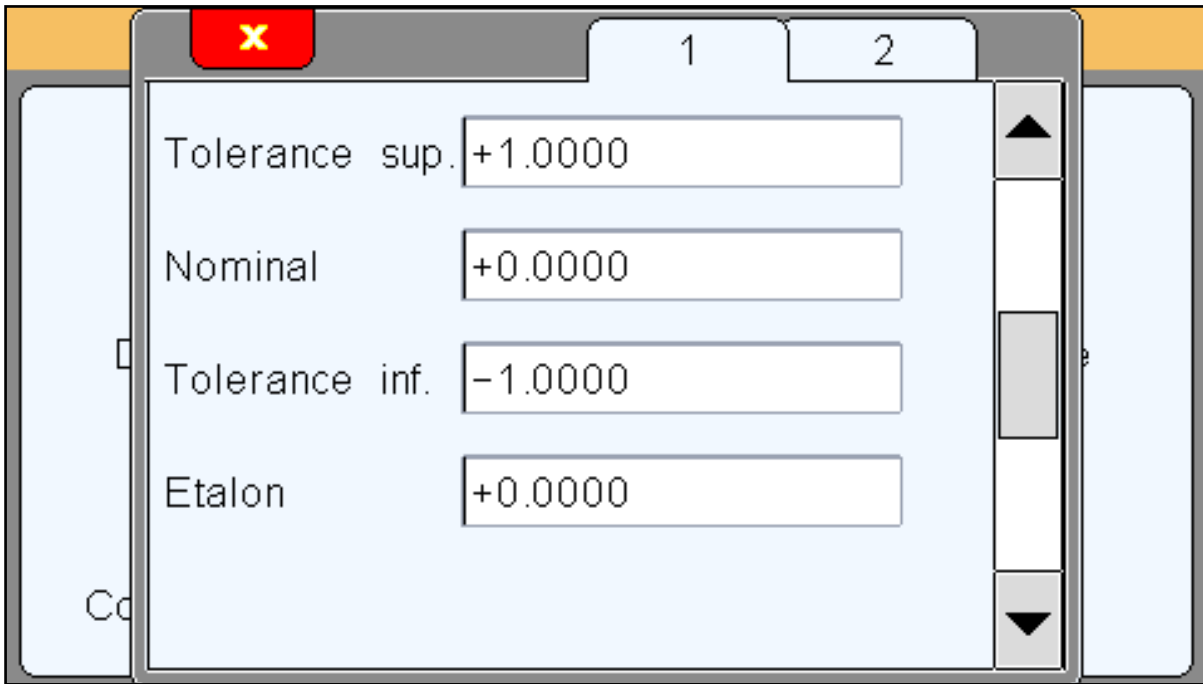 x
1 2
Tolerance sup. +1.0000
Nominal +0.0000
Tolerance inf. -1.0000
Etalon +0.0000